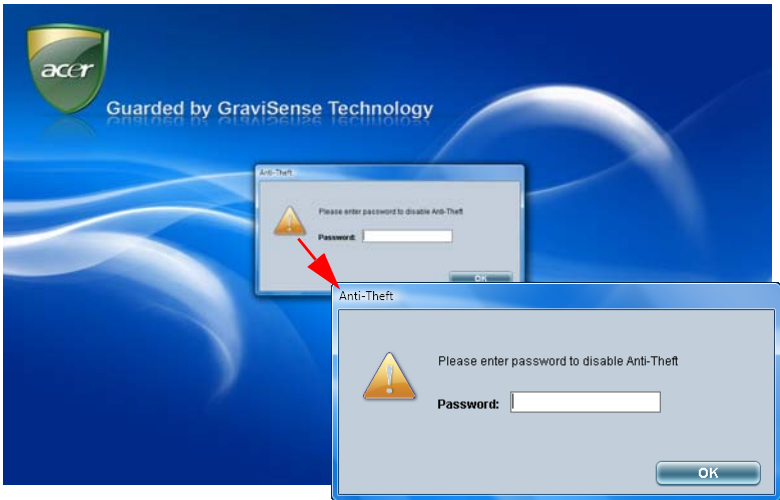 acer
Guarded by GraviSense Technology
Anti-Theft
Please enter password to disable Anti-Theft
Password:
OK
Anti-Theft
Please enter password to disable Anti-Theft
Password:
OK